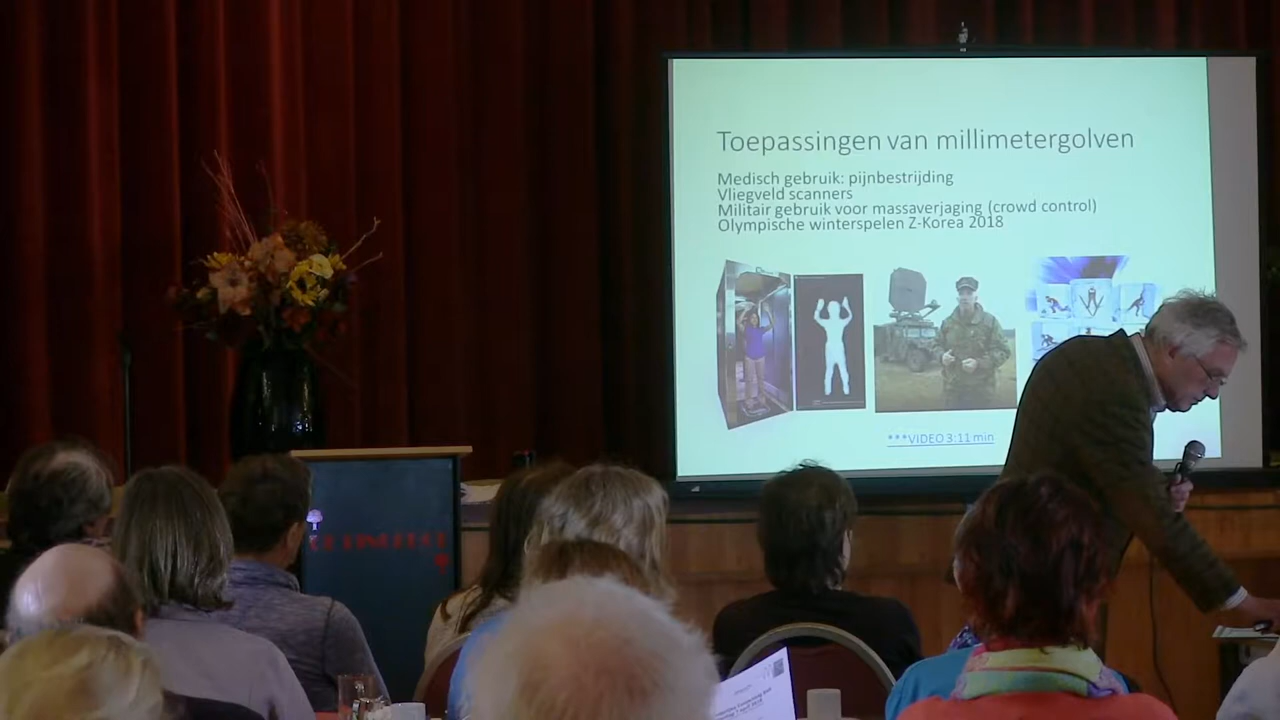 Toepassingen van millimetergolven
Medisch gebruik: pijnbestrijding
Vliegveld scanners
Militair gebruik voor massaverjaging (crowd control)
Olympische winterspelen Z-Korea 2018
***VIDEO 3:11 min